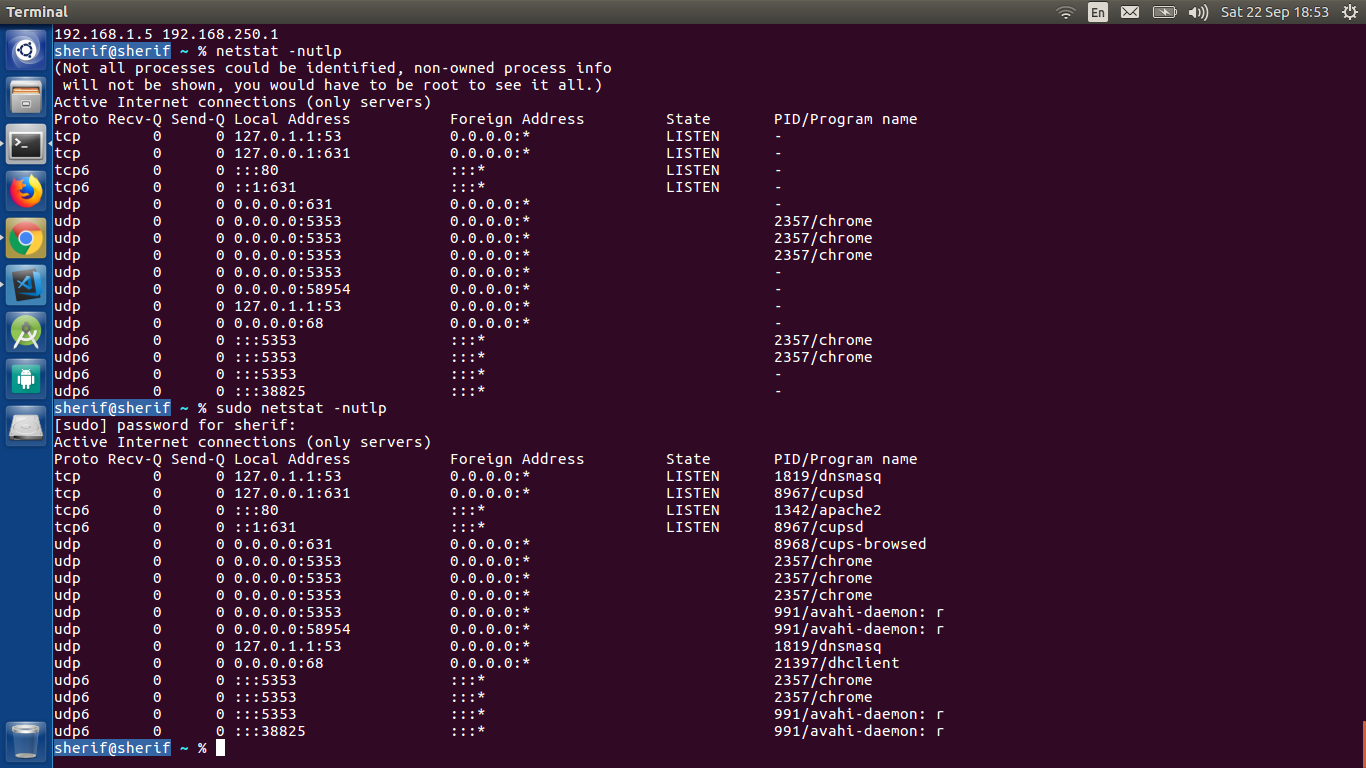 Terminal
En
Sat 22 Sep 18:53
192.168.1.5 192.168.250.1
sherif@sherif ~ % netstat -nutlp
(Not all processes could be identified, non-owned process info
 will not be shown, you would have to be root to see it all.)
Active Internet connections (only servers)
Proto Recv-Q Send-Q Local Address           Foreign Address         State       PID/Program name
tcp        0      0 127.0.1.1:53            0.0.0.0:*               LISTEN      -
tcp        0      0 127.0.0.1:631           0.0.0.0:*               LISTEN      -
tcp6       0      0 :::80                   :::*                    LISTEN      -
tcp6       0      0 ::1:631                 :::*                    LISTEN      -
udp        0      0 0.0.0.0:631             0.0.0.0:*                           -
udp        0      0 0.0.0.0:5353            0.0.0.0:*                           2357/chrome
udp        0      0 0.0.0.0:5353            0.0.0.0:*                           2357/chrome
udp        0      0 0.0.0.0:5353            0.0.0.0:*                           2357/chrome
udp        0      0 0.0.0.0:5353            0.0.0.0:*                           -
udp        0      0 0.0.0.0:58954           0.0.0.0:*                           -
udp        0      0 127.0.1.1:53            0.0.0.0:*                           -
udp        0      0 0.0.0.0:68              0.0.0.0:*                           -
udp6       0      0 :::5353                 :::*                                2357/chrome
udp6       0      0 :::5353                 :::*                                2357/chrome
udp6       0      0 :::5353                 :::*                                -
udp6       0      0 :::38825                :::*                                -
sherif@sherif ~ % sudo netstat -nutlp
[sudo] password for sherif:
Active Internet connections (only servers)
Proto Recv-Q Send-Q Local Address           Foreign Address         State       PID/Program name
tcp        0      0 127.0.1.1:53            0.0.0.0:*               LISTEN      1819/dnsmasq
tcp        0      0 127.0.0.1:631           0.0.0.0:*               LISTEN      8967/cupsd
tcp6       0      0 :::80                   :::*                    LISTEN      1342/apache2
tcp6       0      0 ::1:631                 :::*                    LISTEN      8967/cupsd
udp        0      0 0.0.0.0:631             0.0.0.0:*                           8968/cups-browsed
udp        0      0 0.0.0.0:5353            0.0.0.0:*                           2357/chrome
udp        0      0 0.0.0.0:5353            0.0.0.0:*                           2357/chrome
udp        0      0 0.0.0.0:5353            0.0.0.0:*                           2357/chrome
udp        0      0 0.0.0.0:5353            0.0.0.0:*                           991/avahi-daemon: r
udp        0      0 0.0.0.0:58954           0.0.0.0:*                           991/avahi-daemon: r
udp        0      0 127.0.1.1:53            0.0.0.0:*                           1819/dnsmasq
udp        0      0 0.0.0.0:68              0.0.0.0:*                           21397/dhclient
udp6       0      0 :::5353                 :::*                                2357/chrome
udp6       0      0 :::5353                 :::*                                2357/chrome
udp6       0      0 :::5353                 :::*                                991/avahi-daemon: r
udp6       0      0 :::38825                :::*                                991/avahi-daemon: r
sherif@sherif ~ %